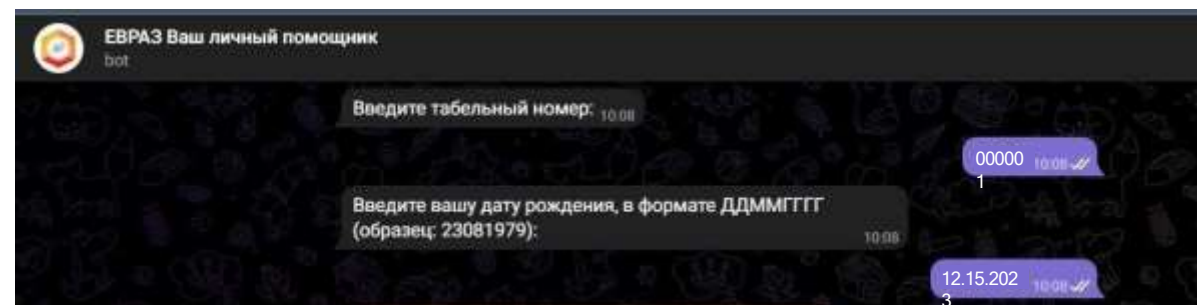 ЕВРАЗ Ваш личный помощник
bot
Введите табельный номер: 10:08
00000 10:08
1
Введите вашу дату рождения, в формате ДДММГГГГ
(образец: 23081979): 10:08
12.15.202 10:08
3